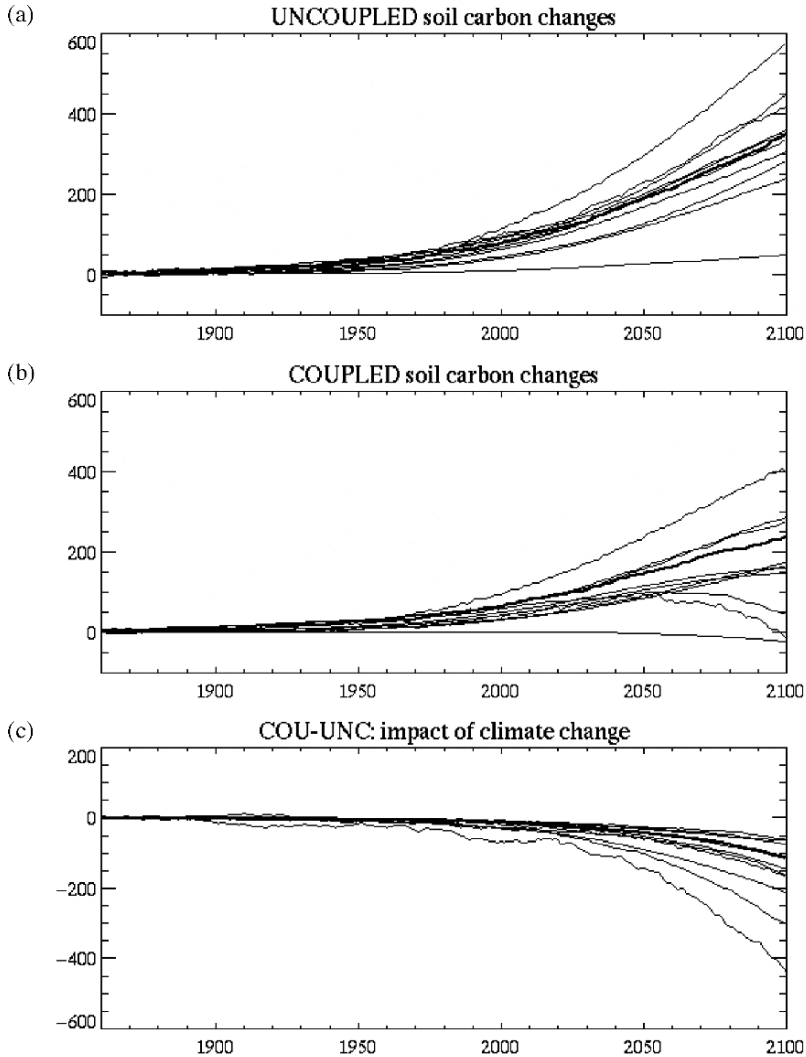 (a)
UNCOUPLED soil carbon changes
600
400
200
0
1900 1950 2000 2050 2100
(b)
COUPLED soil carbon changes
600
400
200
0
1900 1950 2000 2050 2100
(c)
COU-UNC: impact of climate change
200
0
−200
−400
−600
1900 1950 2000 2050 2100